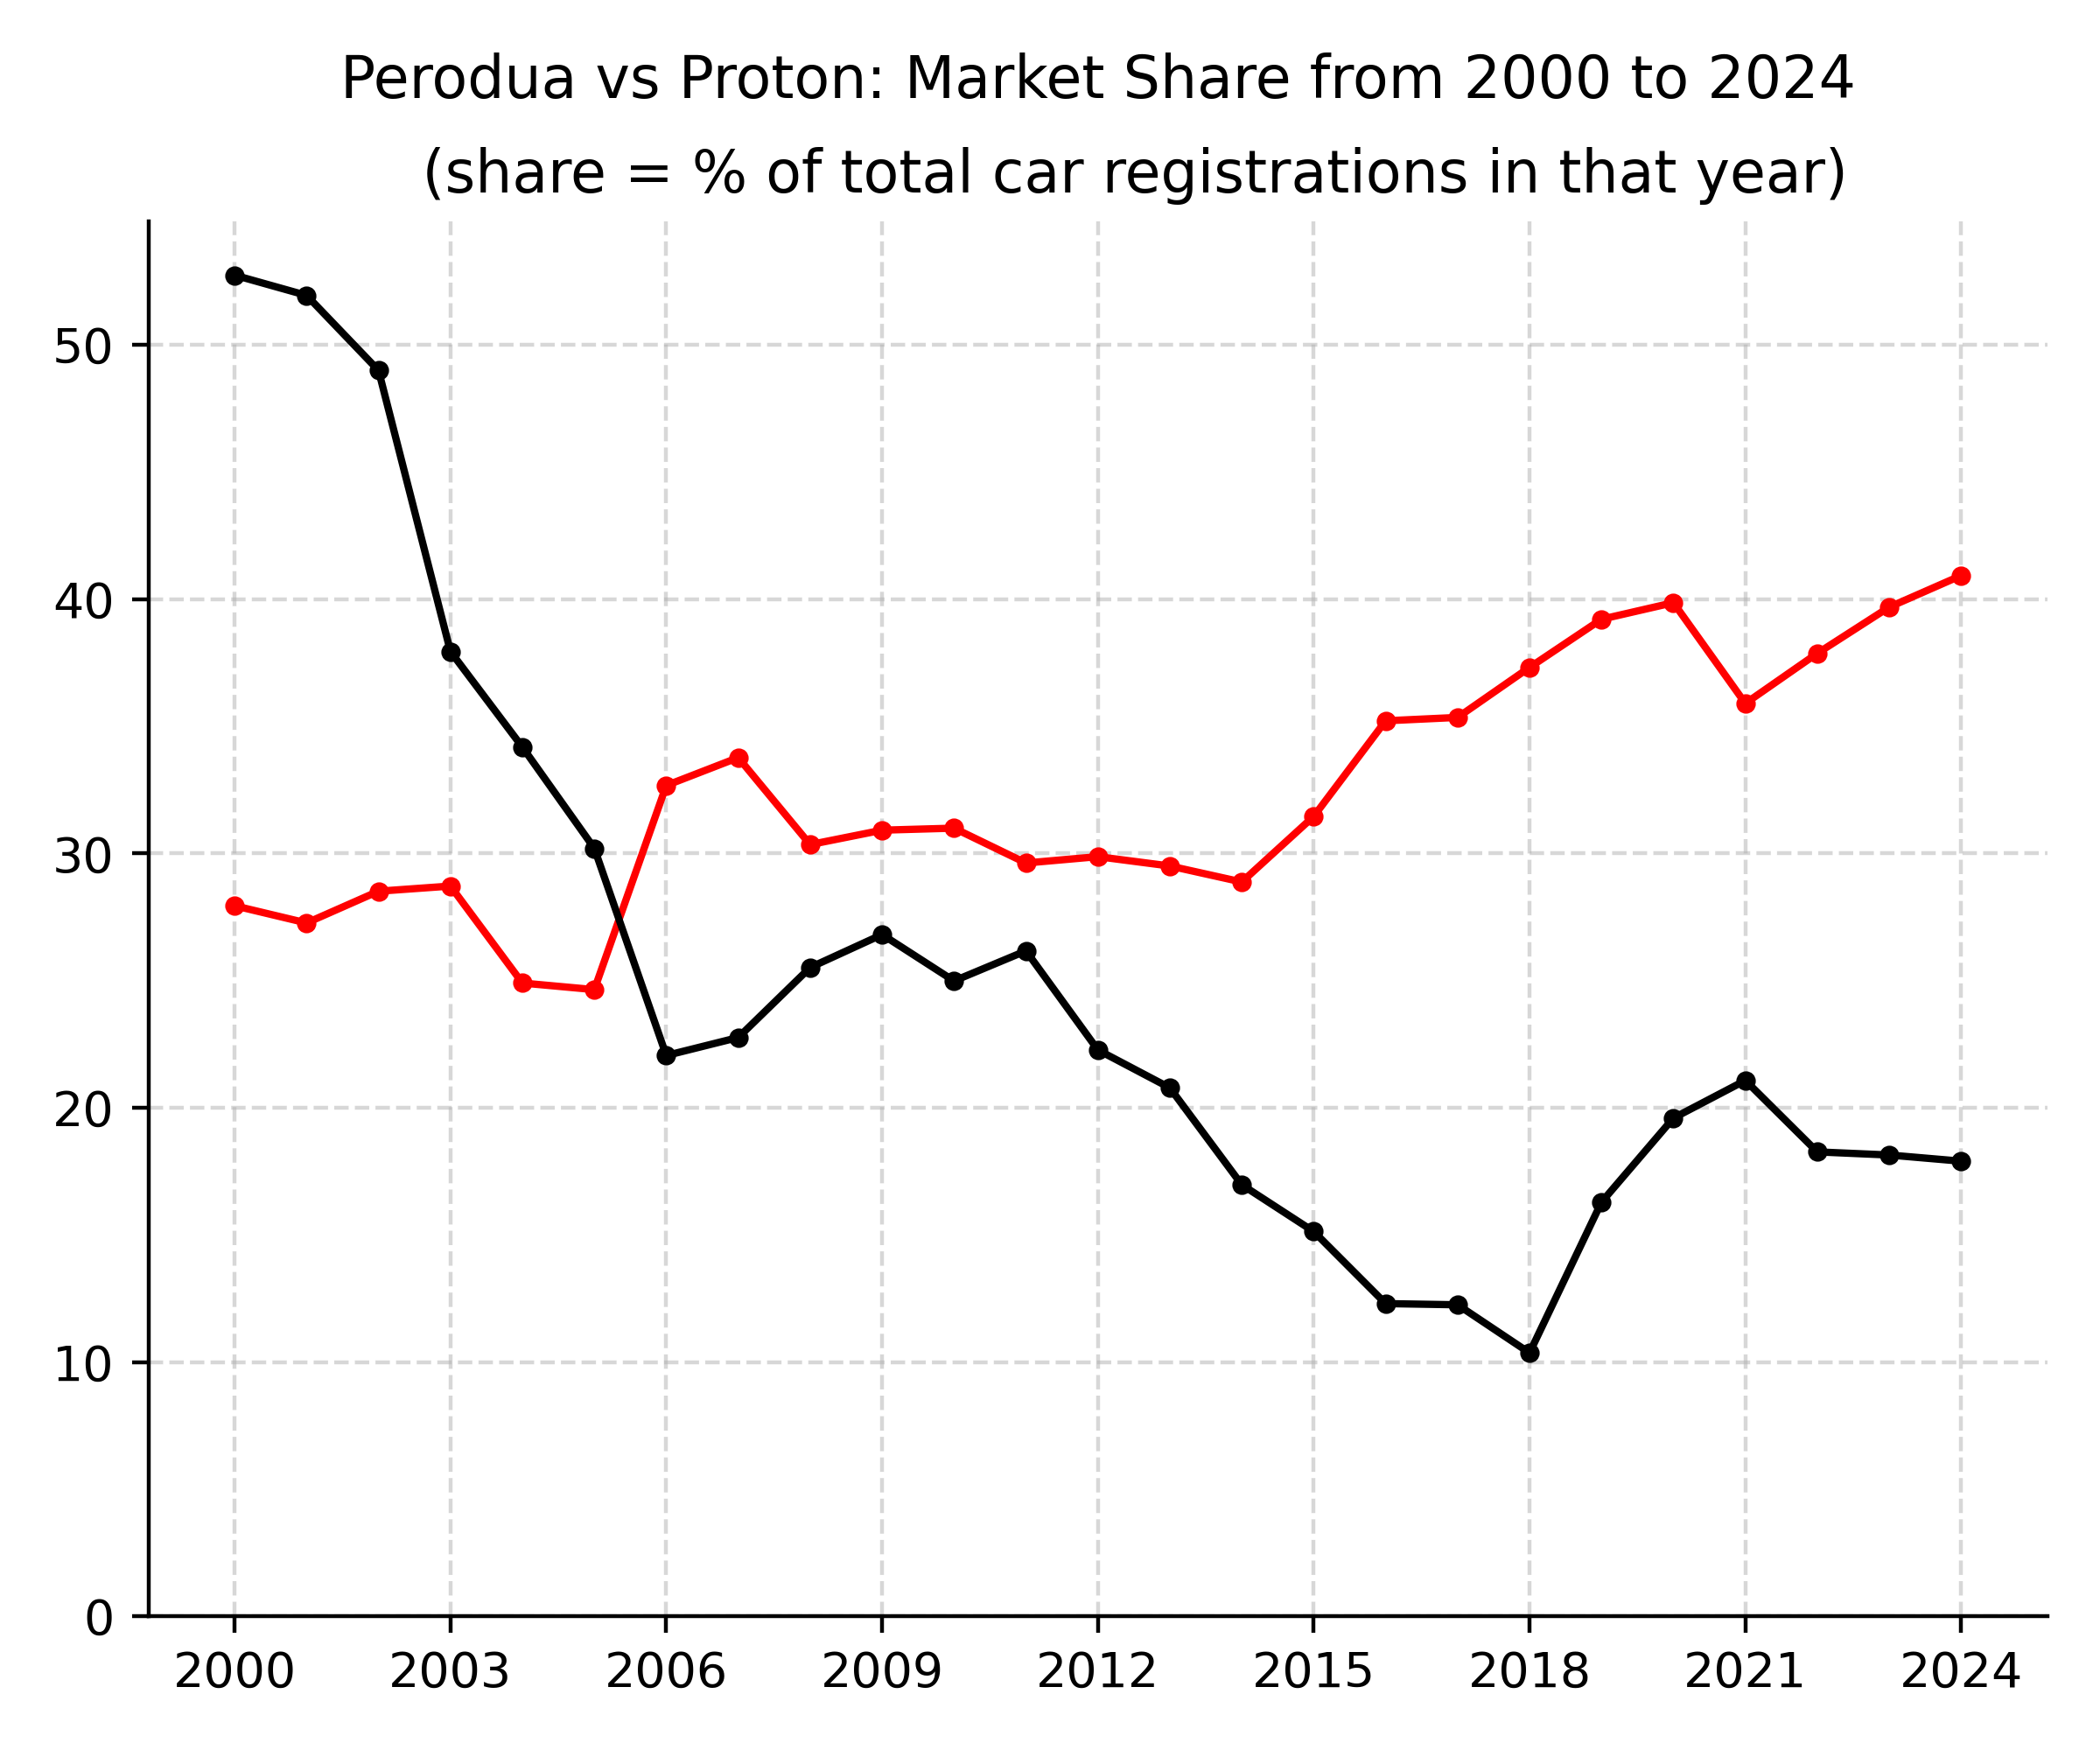 Perodua vs Proton: Market Share from 2000 to 2024
(share = % of total car registrations in that year)
50
40
30
20
10
0
2000 2003 2006 2009 2012 2015 2018 2021 2024